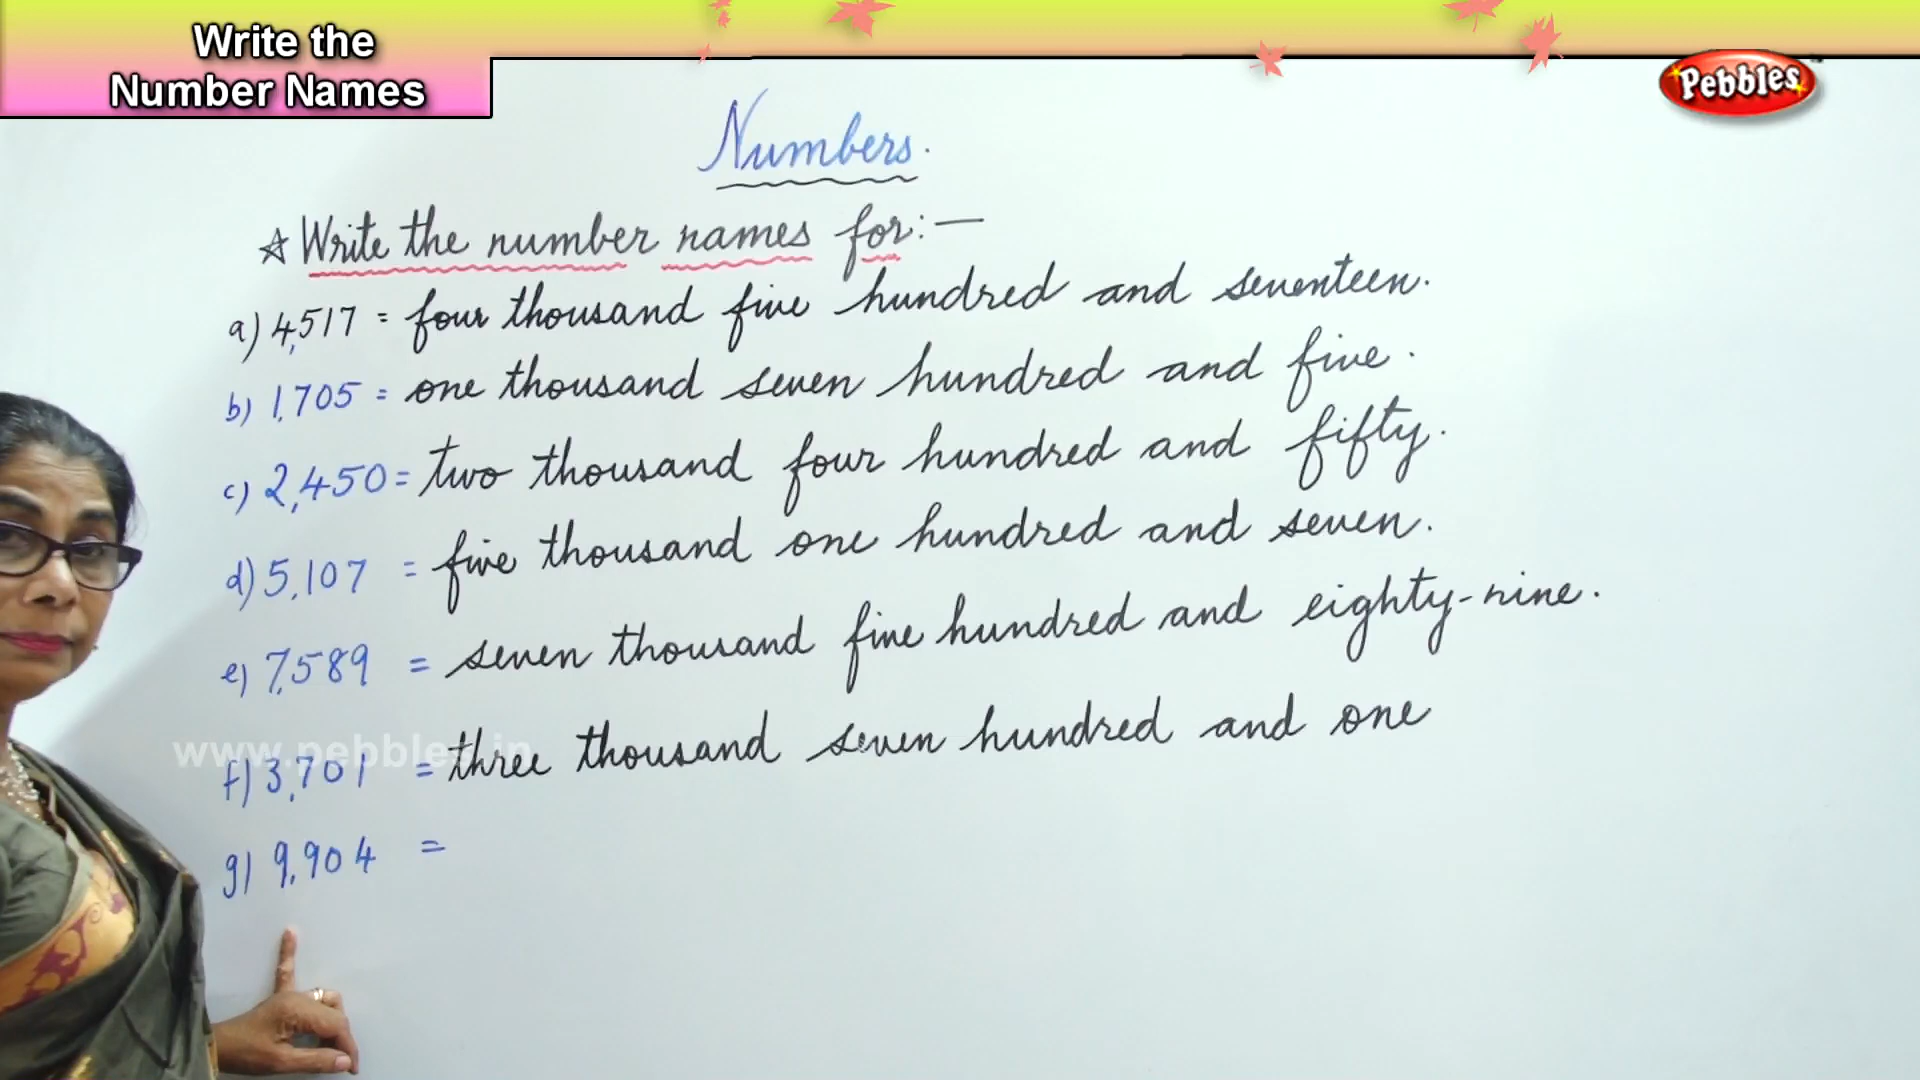 Write the
Number Names
Pebbles
Numbers.
☆ Write the number names for:—
a) 4,517 = four thousand five hundred and seventeen.
b) 1,705 = one thousand seven hundred and five.
c) 2,450 = two thousand four hundred and fifty.
d) 5,107 = five thousand one hundred and seven.
e) 7,589 = seven thousand five hundred and eighty-nine.
www.pebbles.in
f) 3,701 = three thousand seven hundred and one
g) 9,904 =